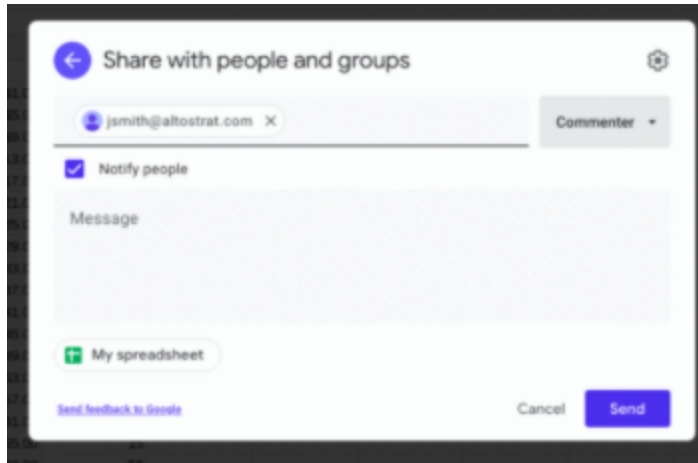 Share with people and groups
jsmith@altostrat.com
Commenter
Notify people
Message
My spreadsheet
Send feedback to Google
Cancel
Send